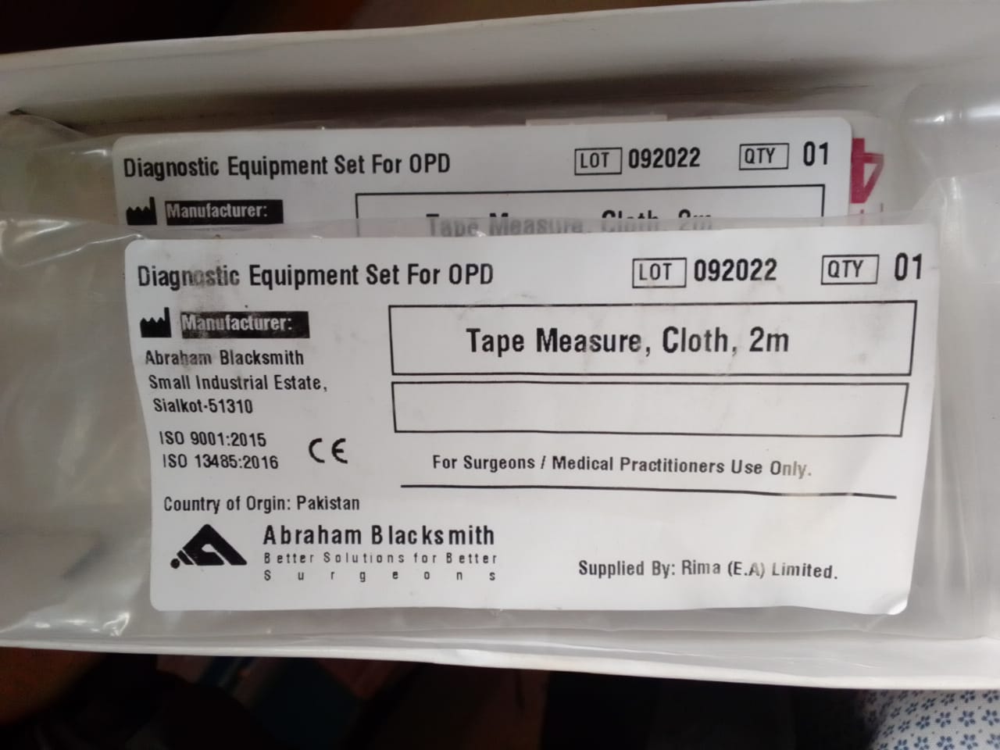 Diagnostic Equipment Set For OPD LOT 092022 QTY 01
Manufacturer:
Tape Measure, Cloth, 2m
4
Diagnostic Equipment Set For OPD LOT 092022 QTY 01
Manufacturer:
Abraham Blacksmith
Small Industrial Estate,
Sialkot-51310
ISO 9001:2015
ISO 13485:2016
CE
Tape Measure, Cloth, 2m
For Surgeons / Medical Practitioners Use Only.
Country of Orgin: Pakistan
Abraham Blacksmith
Better Solutions for Better
Surgeons
Supplied By: Rima (E.A) Limited.